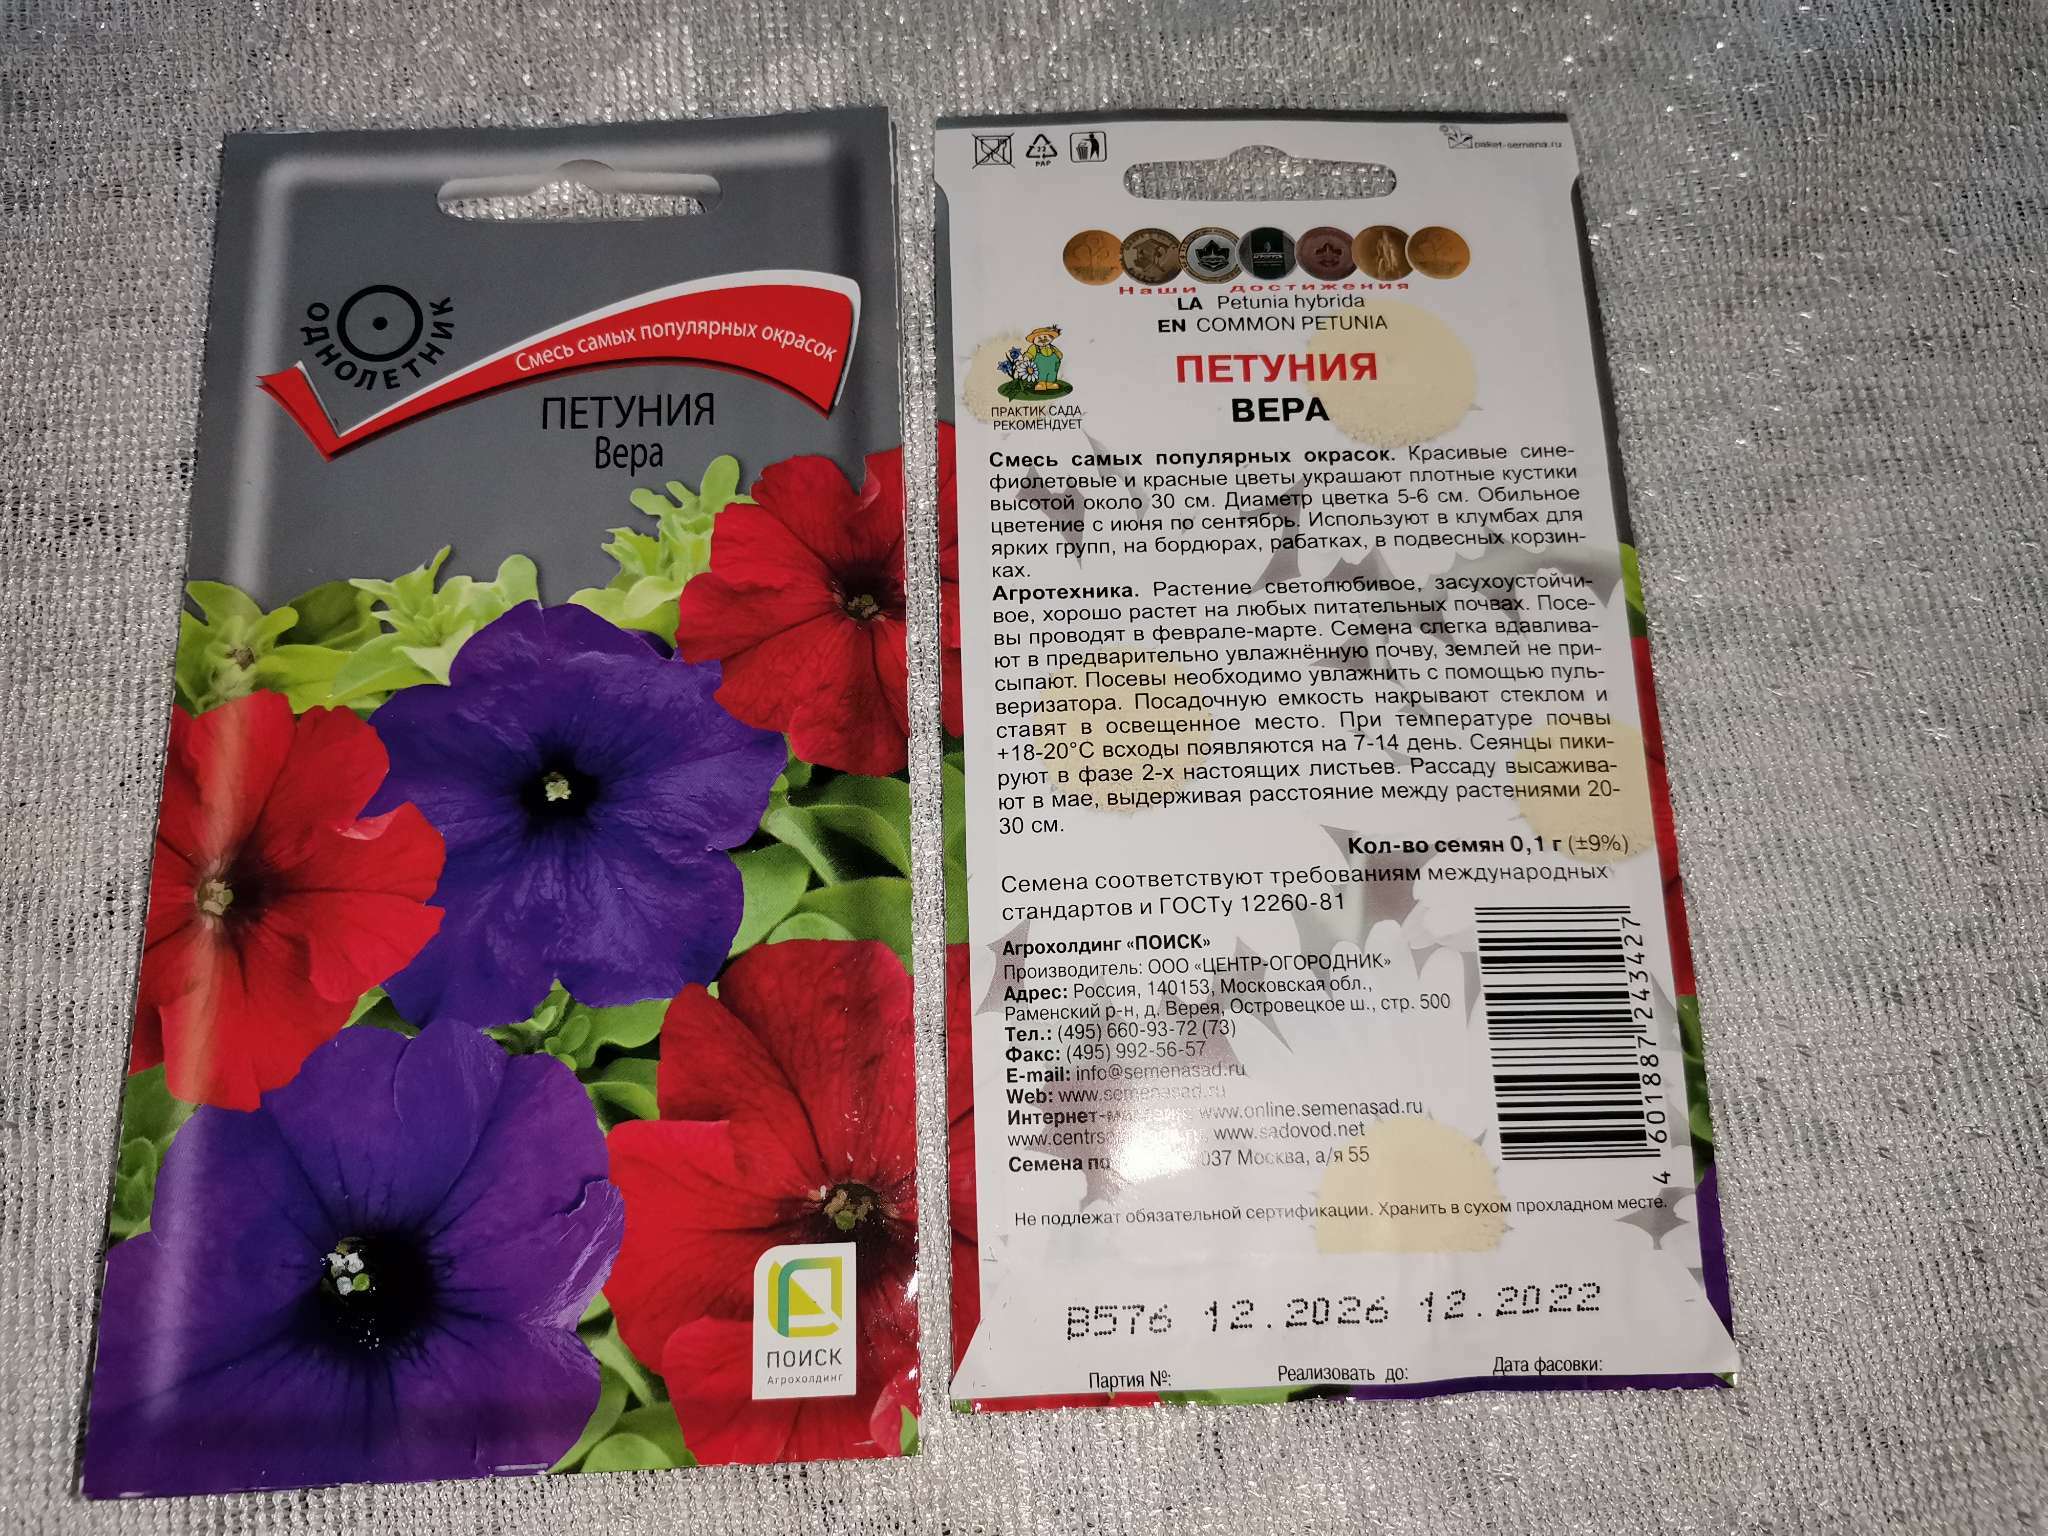 ОДНОЛЕТНИК
Смесь самых популярных окрасок
ПЕТУНИЯ
Вера
ПОИСК
Агрохолдинг
22
PAP
paket-semena.ru
Наши достижения
LA Petunia hybrida
EN COMMON PETUNIA
ПРАКТИК САДА
РЕКОМЕНДУЕТ
ПЕТУНИЯ
ВЕРА
Смесь самых популярных окрасок. Красивые сине-
фиолетовые и красные цветы украшают плотные кустики
высотой около 30 см. Диаметр цветка 5-6 см. Обильное
цветение с июня по сентябрь. Используют в клумбах для
ярких групп, на бордюрах, рабатках, в подвесных корзин-
ках.
Агротехника. Растение светолюбивое, засухоустойчи-
вое, хорошо растет на любых питательных почвах. Посе-
вы проводят в феврале-марте. Семена слегка вдавлива-
ют в предварительно увлажнённую почву, землей не при-
сыпают. Посевы необходимо увлажнить с помощью пуль-
веризатора. Посадочную емкость накрывают стеклом и
ставят в освещенное место. При температуре почвы
+18-20°С всходы появляются на 7-14 день. Сеянцы пики-
руют в фазе 2-х настоящих листьев. Рассаду высажива-
ют в мае, выдерживая расстояние между растениями 20-
30 см.
Кол-во семян 0,1 г (±9%)
Семена соответствуют требованиям международных
стандартов и ГОСТу 12260-81
Агрохолдинг «ПОИСК»
Производитель: ООО «ЦЕНТР-ОГОРОДНИК»
Адрес: Россия, 140153, Московская обл.,
Раменский р-н, д. Верея, Островецкое ш., стр. 500
Тел.: (495) 660-93-72 (73)
Факс: (495) 992-56-57
E-mail: info@semenasad.ru
Web: www.semenasad.ru
www.online.semenasad.ru
www.sadovod.net
Семена Москва, а/я 55
4 601887 243427
Не подлежат обязательной сертификации. Хранить в сухом прохладном месте.
В576 12.2026 12.2022
Партия №: Реализовать до: Дата фасовки: